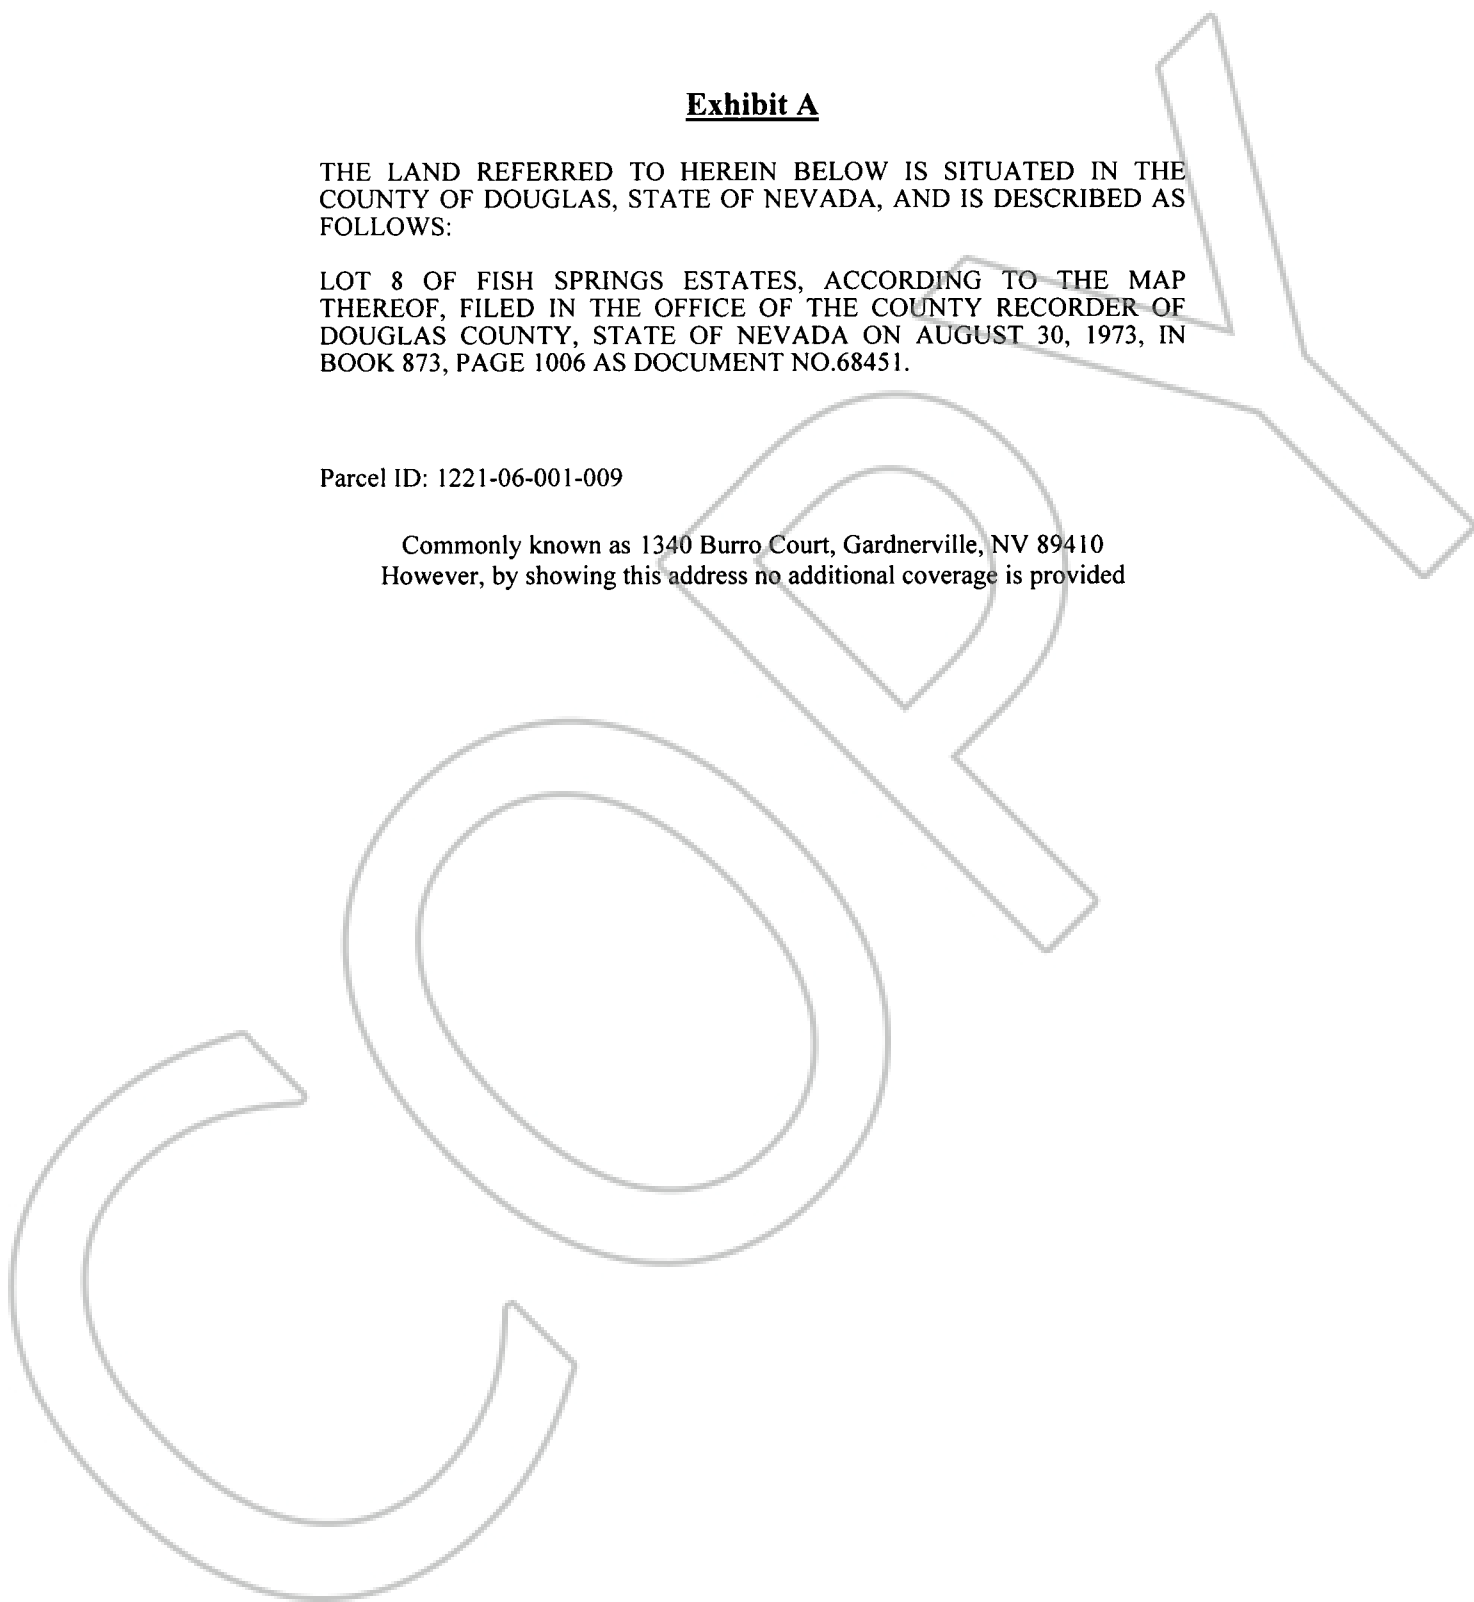 Exhibit A
THE LAND REFERRED TO HEREIN BELOW IS SITUATED IN THE
COUNTY OF DOUGLAS, STATE OF NEVADA, AND IS DESCRIBED AS
FOLLOWS:
LOT 8 OF FISH SPRINGS ESTATES, ACCORDING TO THE MAP
THEREOF, FILED IN THE OFFICE OF THE COUNTY RECORDER OF
DOUGLAS COUNTY, STATE OF NEVADA ON AUGUST 30, 1973, IN
BOOK 873, PAGE 1006 AS DOCUMENT NO.68451.
Parcel ID: 1221-06-001-009
Commonly known as 1340 Burro Court, Gardnerville, NV 89410
However, by showing this address no additional coverage is provided
COPY